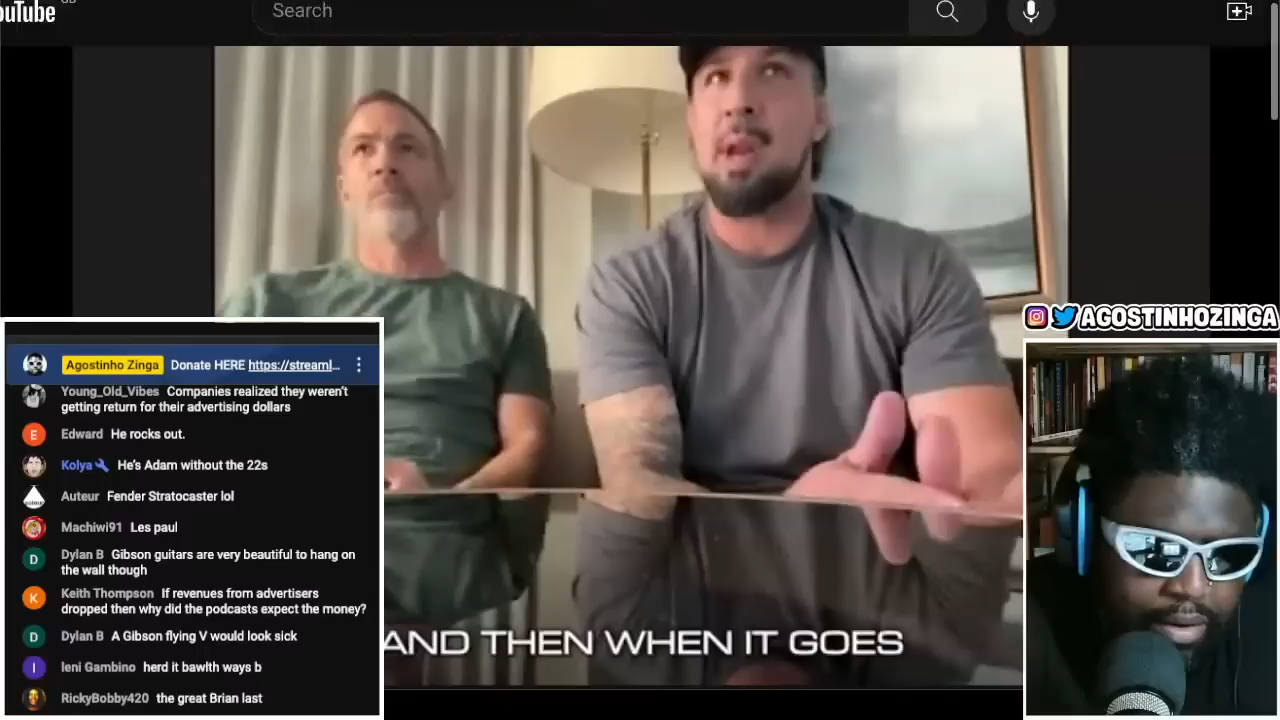 ouTube
Search
AND THEN WHEN IT GOES
AGOSTINHOZINGA
Agostinho Zinga Donate HERE https://streaml...
Young_Old_Vibes Companies realized they weren't
getting return for their advertising dollars
E Edward He rocks out.
Kolya He's Adam without the 22s
Auteur Fender Stratocaster lol
Machiwi91 Les paul
D Dylan B Gibson guitars are very beautiful to hang on
the wall though
K Keith Thompson If revenues from advertisers
dropped then why did the podcasts expect the money?
D Dylan B A Gibson flying V would look sick
I leni Gambino herd it bawlth ways b
RickyBobby420 the great Brian last